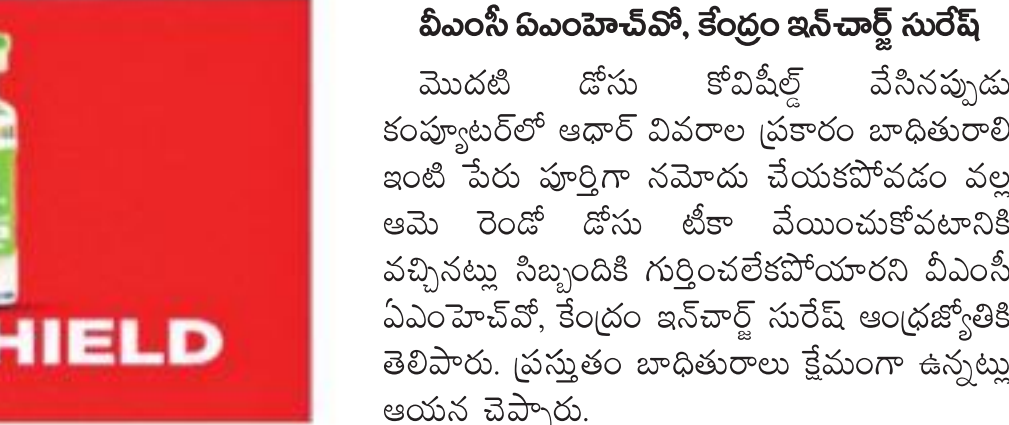 వీఎంసీ ఏఎంహెచ్‌వో, కేంద్రం ఇన్‌చార్జ్ సురేష్
మొదటి డోసు కోవిషీల్డ్ వేసినప్పుడు
కంప్యూటర్‌లో ఆధార్ వివరాల ప్రకారం బాధితురాలి
ఇంటి పేరు పూర్తిగా నమోదు చేయకపోవడం వల్ల
ఆమె రెండో డోసు టీకా వేయించుకోవటానికి
వచ్చినట్లు సిబ్బందికి గుర్తించలేకపోయారని వీఎంసీ
ఏఎంహెచ్‌వో, కేంద్రం ఇన్‌చార్జ్ సురేష్ ఆంధ్రజ్యోతికి
తెలిపారు. ప్రస్తుతం బాధితురాలు క్షేమంగా ఉన్నట్లు
ఆయన చెప్పారు.
HIELD